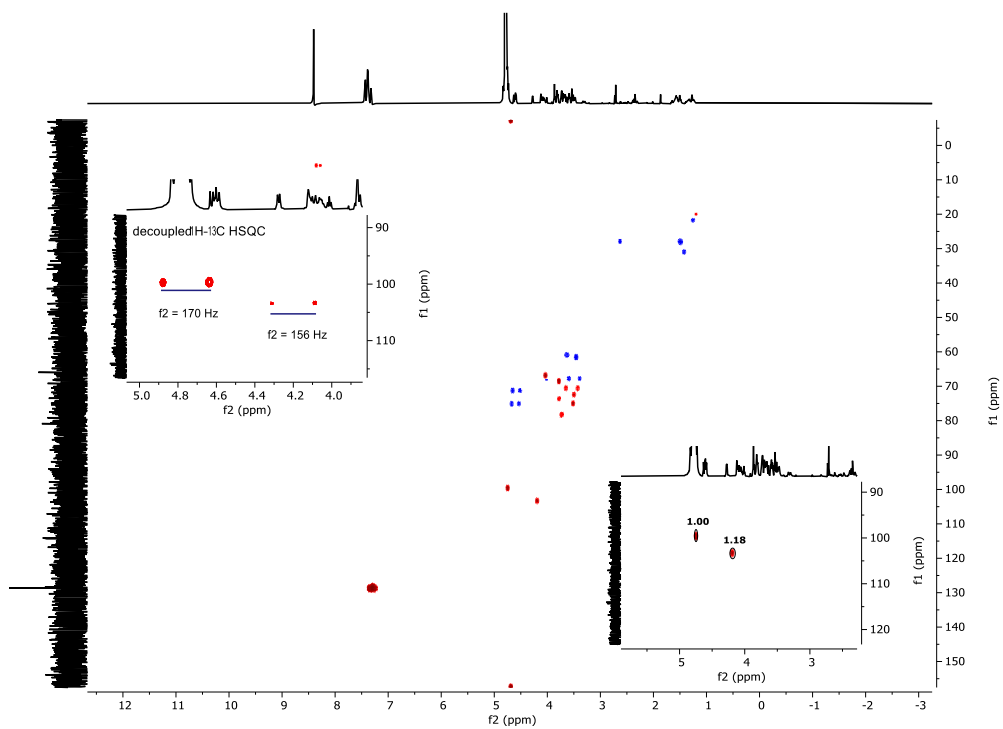 decoupled¹H-13C HSQC
f2 = 170 Hz
f2 = 156 Hz
90
100
110
f1 (ppm)
5.0 4.8 4.6 4.4 4.2 4.0
f2 (ppm)
1.00
1.18
90
100
110
120
f1 (ppm)
5 4 3
f2 (ppm)
0
10
20
30
40
50
60
70
80
90
100
110
120
130
140
150
f1 (ppm)
12 11 10 9 8 7 6 5 4 3 2 1 0 -1 -2 -3
f2 (ppm)